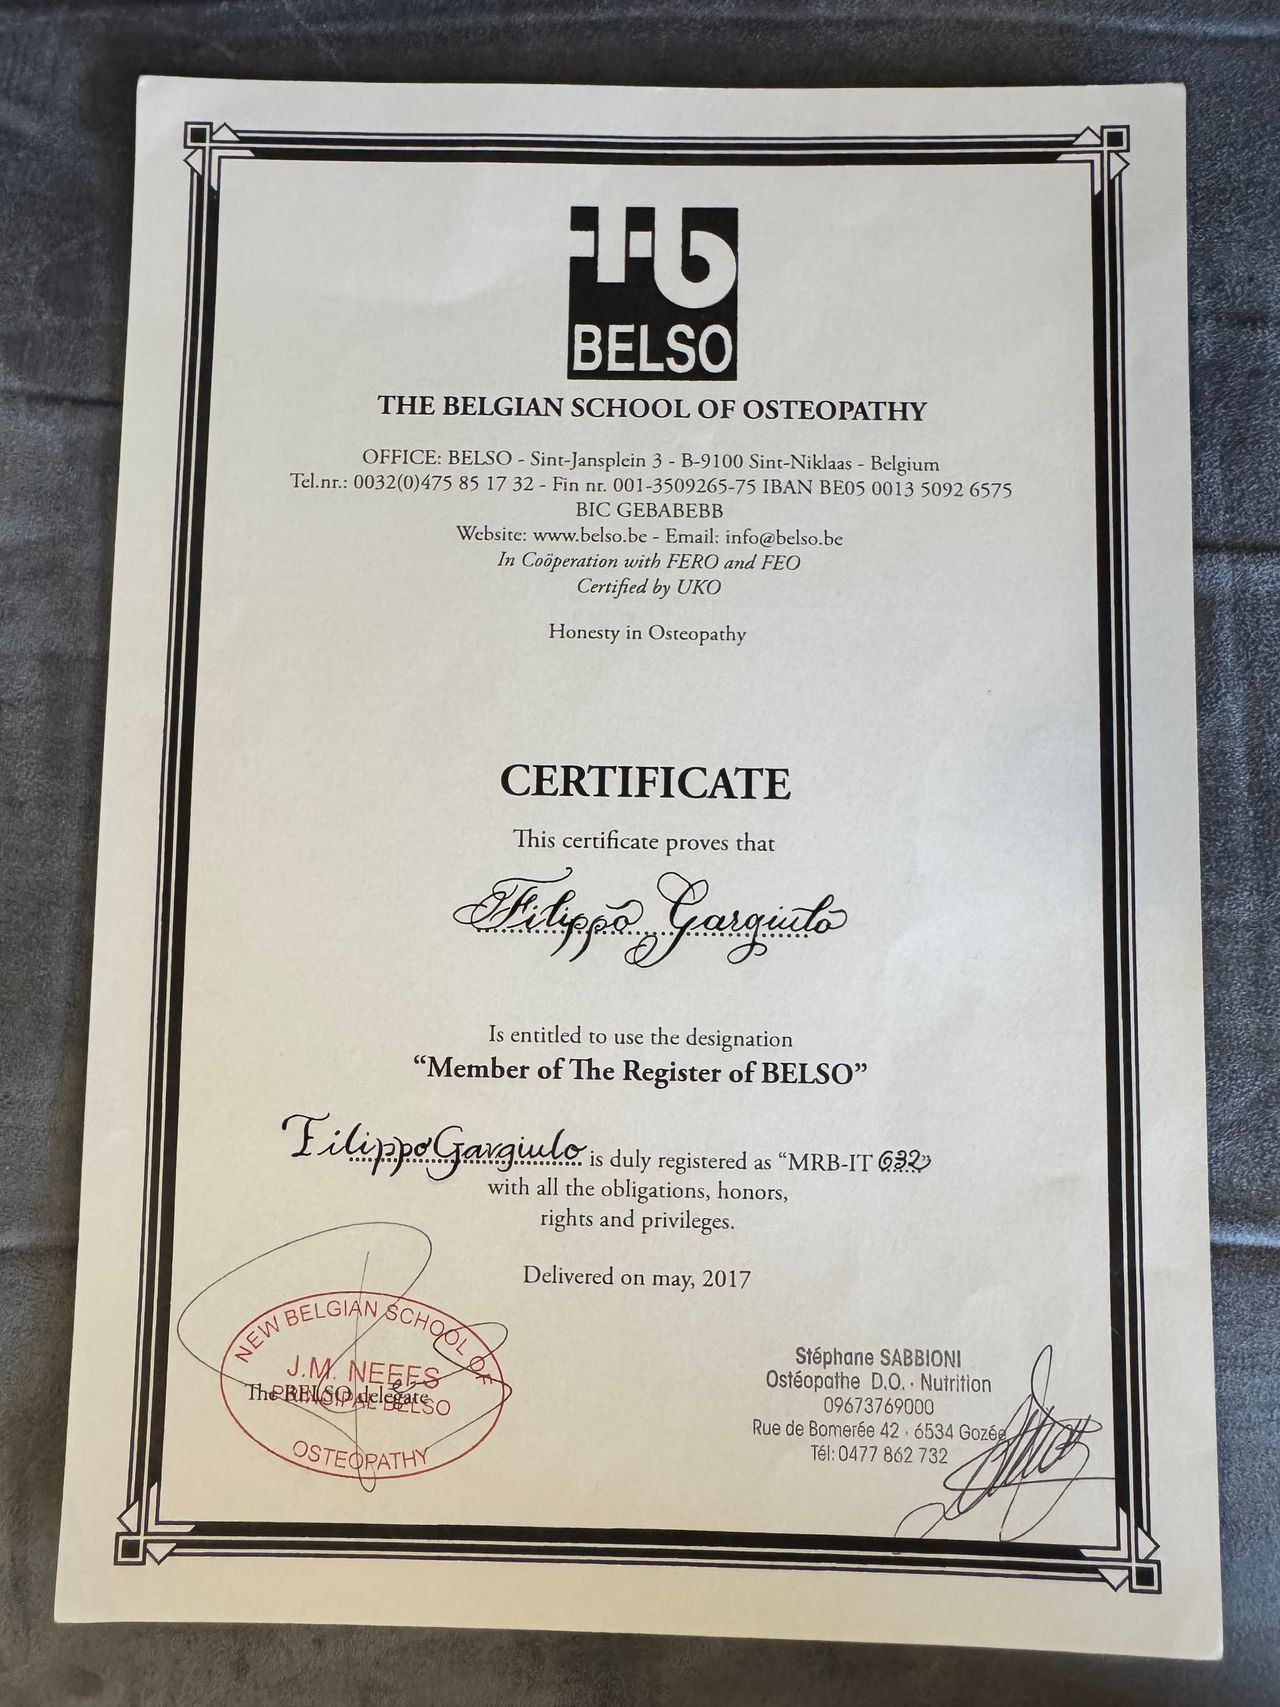 BELSO
THE BELGIAN SCHOOL OF OSTEOPATHY
OFFICE: BELSO - Sint-Jansplein 3 - B-9100 Sint-Niklaas - Belgium
Tel.nr.: 0032(0)475 85 17 32 - Fin nr. 001-3509265-75 IBAN BE05 0013 5092 6575
BIC GEBABEBB
Website: www.belso.be - Email: info@belso.be
In Coöperation with FERO and FEO
Certified by UKO
Honesty in Osteopathy
CERTIFICATE
This certificate proves that
Filippo Gargiulo
Is entitled to use the designation
“Member of The Register of BELSO”
Filippo Gargiulo is duly registered as “MRB-IT 632”
with all the obligations, honors,
rights and privileges.
Delivered on may, 2017
NEW BELGIAN SCHOOL OF
J.M. NEEFS
The BELSO delegate
PRINCIPAL BELSO
OSTEOPATHY
Stéphane SABBIONI
Ostéopathe D.O. · Nutrition
09673769000
Rue de Bomerée 42 · 6534 Gozée
Tél: 0477 862 732